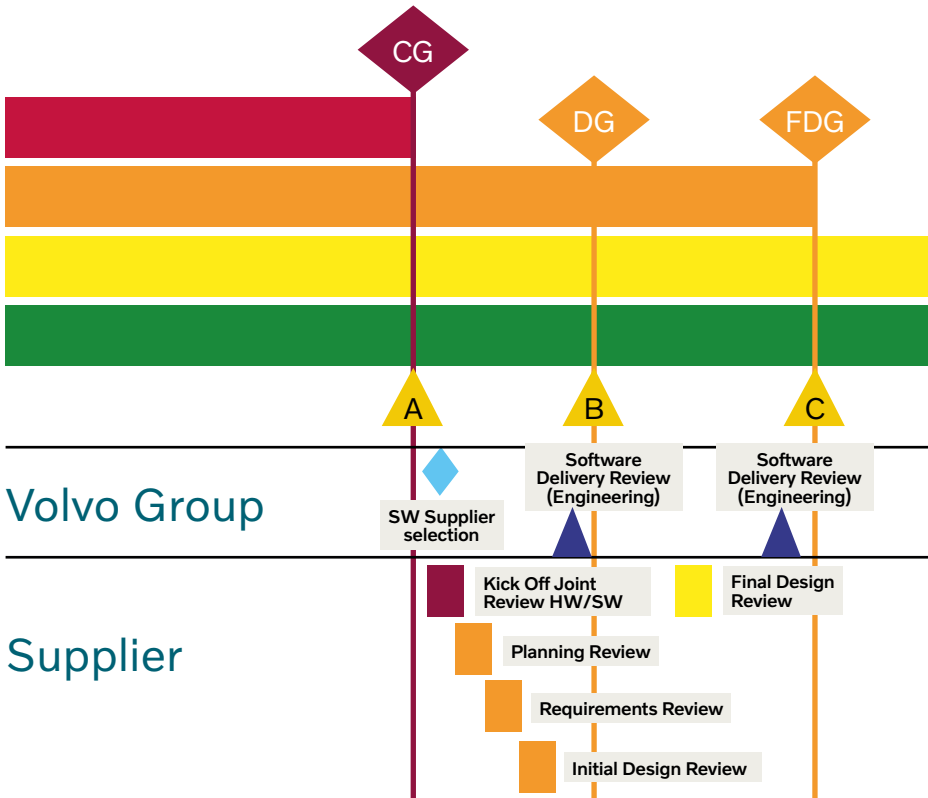 CG
DG
FDG
A
B
C
Volvo Group
SW Supplier
selection
Software
Delivery Review
(Engineering)
Software
Delivery Review
(Engineering)
Supplier
Kick Off Joint
Review HW/SW
Final Design
Review
Planning Review
Requirements Review
Initial Design Review